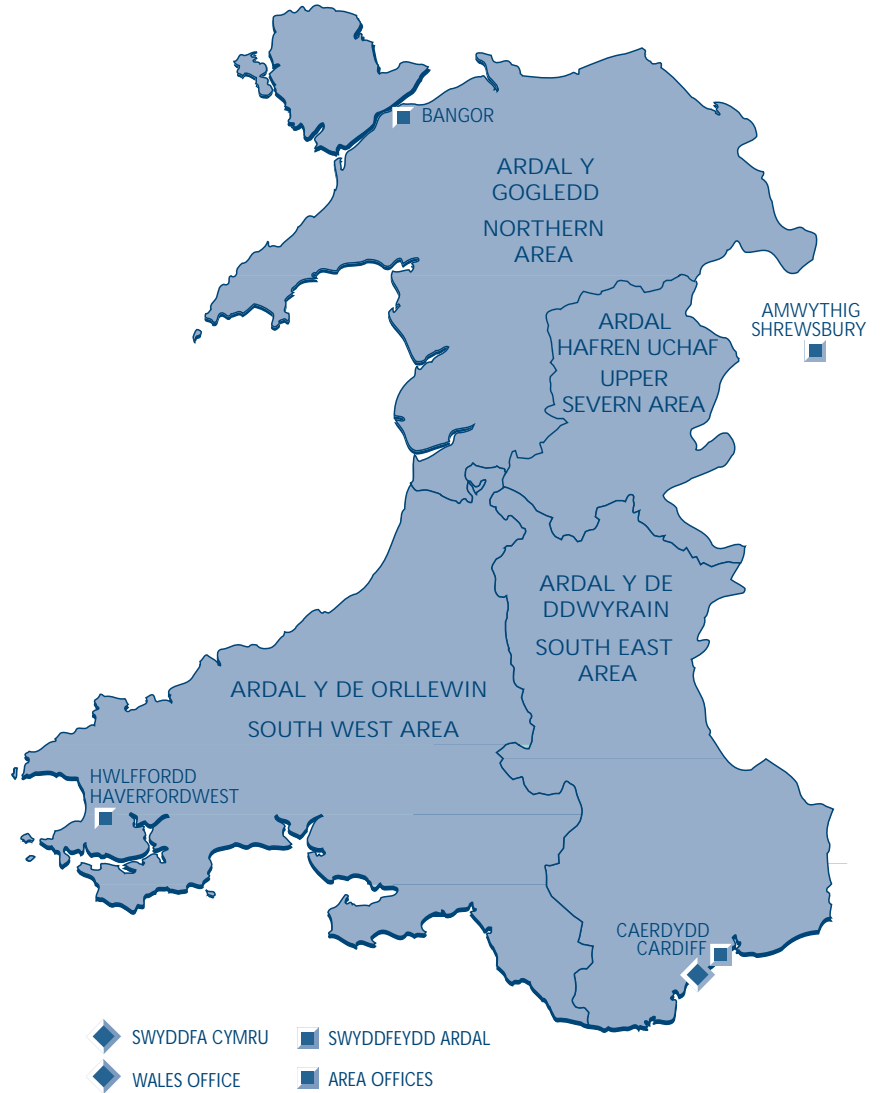 BANGOR
ARDAL Y
GOGLEDD
NORTHERN
AREA
AMWYTHIG
SHREWSBURY
ARDAL
HAFREN UCHAF
UPPER
SEVERN AREA
ARDAL Y DE
DDWYRAIN
SOUTH EAST
AREA
ARDAL Y DE ORLLEWIN
SOUTH WEST AREA
HWLFFORDD
HAVERFORDWEST
CAERDYDD
CARDIFF
SWYDDFA CYMRU
SWYDDFEYDD ARDAL
WALES OFFICE
AREA OFFICES